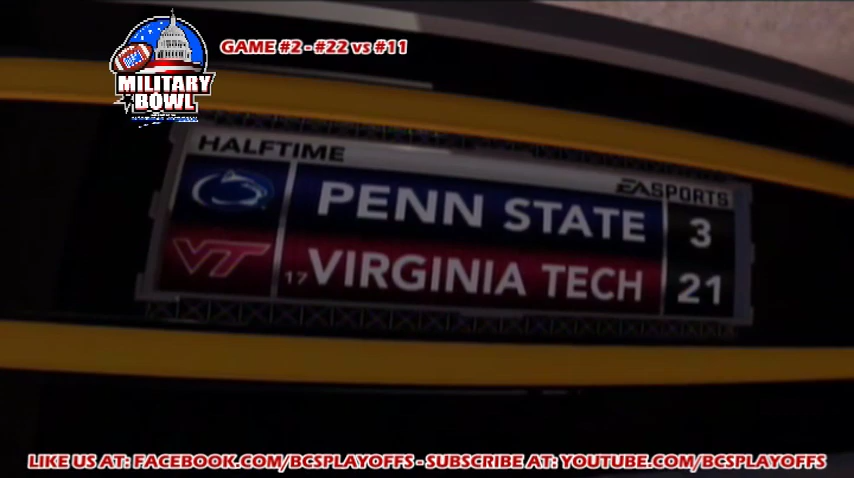 GAME #2 - #22 vs #11
MILITARY
BOWL
HALFTIME
EA SPORTS
PENN STATE 3
VT 17 VIRGINIA TECH 21
LIKE US AT: FACEBOOK.COM/BCSPLAYOFFS - SUBSCRIBE AT: YOUTUBE.COM/BCSPLAYOFFS